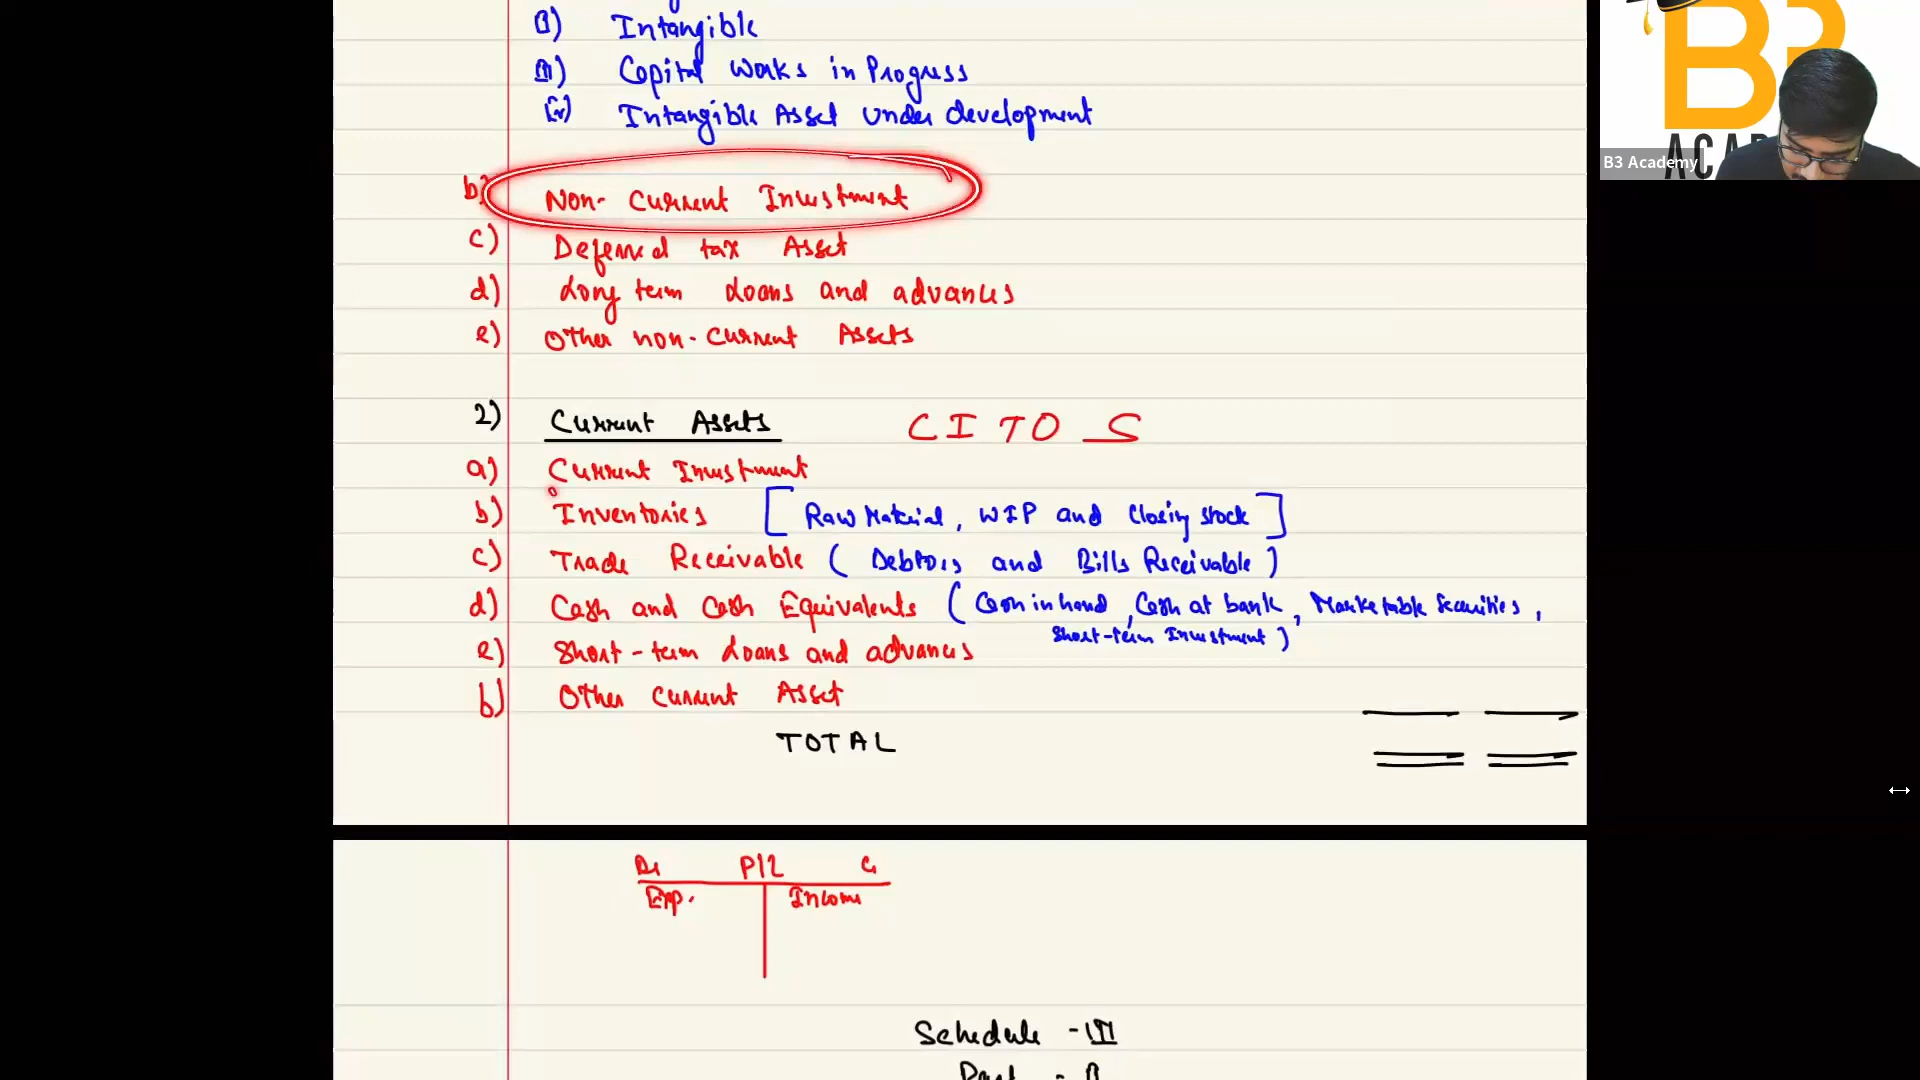 II) Intangible
III) Capital Works in Progress
IV) Intangible Asset Under development
b) Non-Current Investment
c) Deferred tax Asset
d) Long term Loans and advances
e) Other non-Current Assets
2) Current Assets CITO S
a) Current Investment
b) Inventories [Raw Material, WIP and Closing stock]
c) Trade Receivable (Debtors and Bills Receivable)
d) Cash and Cash Equivalents (Cash in hand, Cash at bank, Marketable Securities,
Short-term Investment)
e) Short-term Loans and advances
b) Other Current Asset
TOTAL
Dr P/L Cr
Exp. Income
Schedule -III
B3
B3 Academy